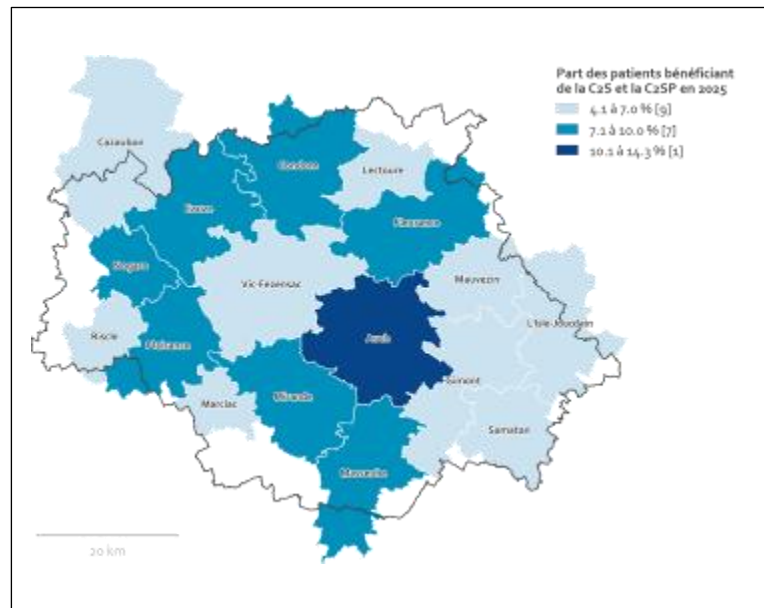 Part des patients bénéficiant
de la C2S et la C2SP en 2025
4.1 à 7.0 % [9]
7.1 à 10.0 % [7]
10.1 à 14.3 % [1]
Cazaubon
Condom
Lectoure
Eauze
Fleurance
Nogaro
Vic-Fezensac
Mauvezin
L'Isle-Jourdain
Riscle
Plaisance
Auch
Gimont
Mirande
Marciac
Samatan
Masseube
20 km